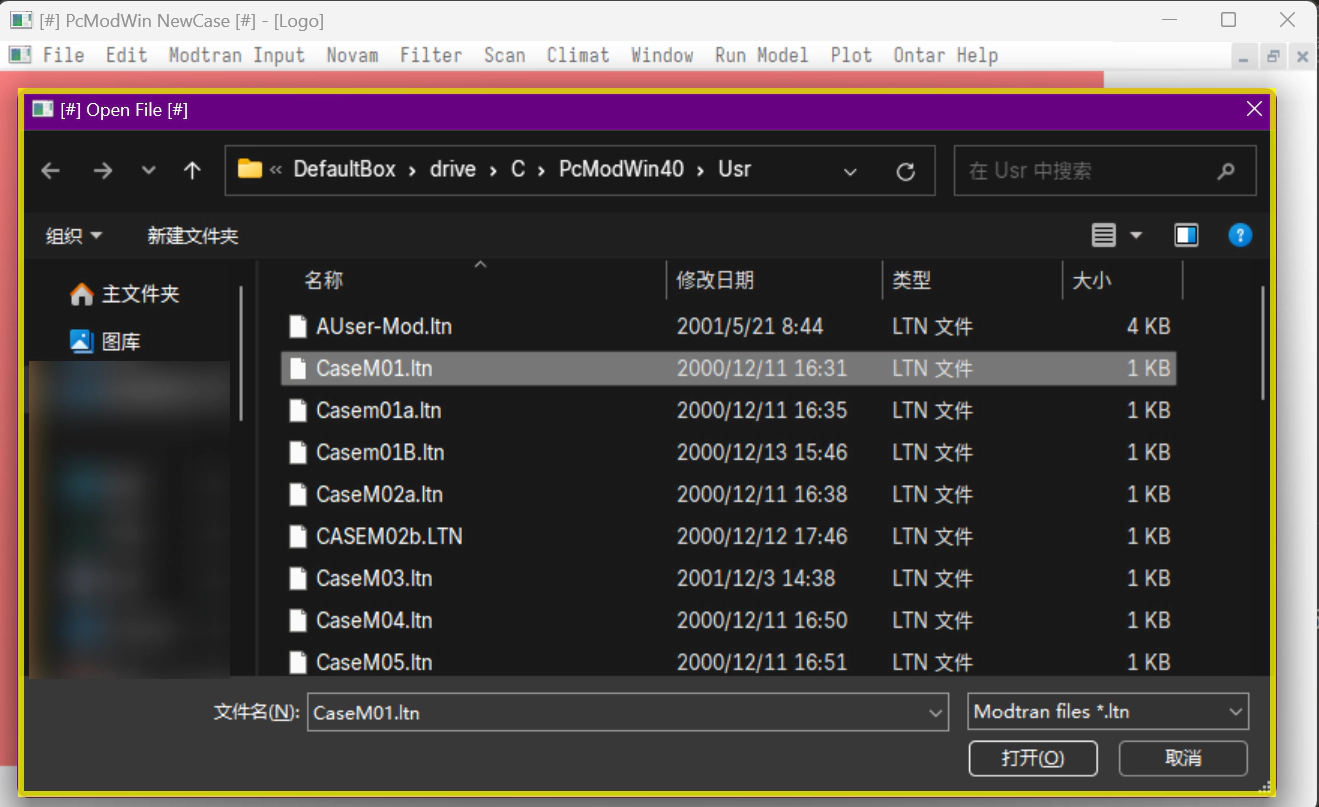 [#] PcModWin NewCase [#] - [Logo]
File Edit Modtran Input Novam Filter Scan Climat Window Run Model Plot Ontar Help
[#] Open File [#]
« DefaultBox › drive › C › PcModWin40 › Usr
在 Usr 中搜索
组织 新建文件夹
主文件夹
图库
名称 修改日期 类型 大小
AUser-Mod.ltn 2001/5/21 8:44 LTN 文件 4 KB
CaseM01.ltn 2000/12/11 16:31 LTN 文件 1 KB
Casem01a.ltn 2000/12/11 16:35 LTN 文件 1 KB
Casem01B.ltn 2000/12/13 15:46 LTN 文件 1 KB
CaseM02a.ltn 2000/12/11 16:38 LTN 文件 1 KB
CASEM02b.LTN 2000/12/12 17:46 LTN 文件 1 KB
CaseM03.ltn 2001/12/3 14:38 LTN 文件 1 KB
CaseM04.ltn 2000/12/11 16:50 LTN 文件 1 KB
CaseM05.ltn 2000/12/11 16:51 LTN 文件 1 KB
文件名(N): CaseM01.ltn Modtran files *.ltn
打开(O) 取消